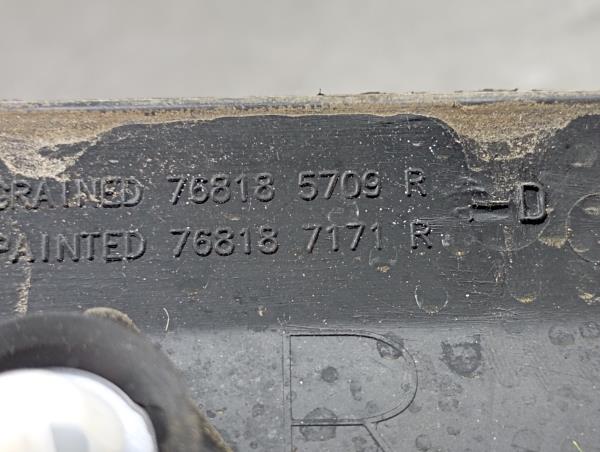 GRAINED 76818 5709 R
-D
PAINTED 76818 7171 R
R